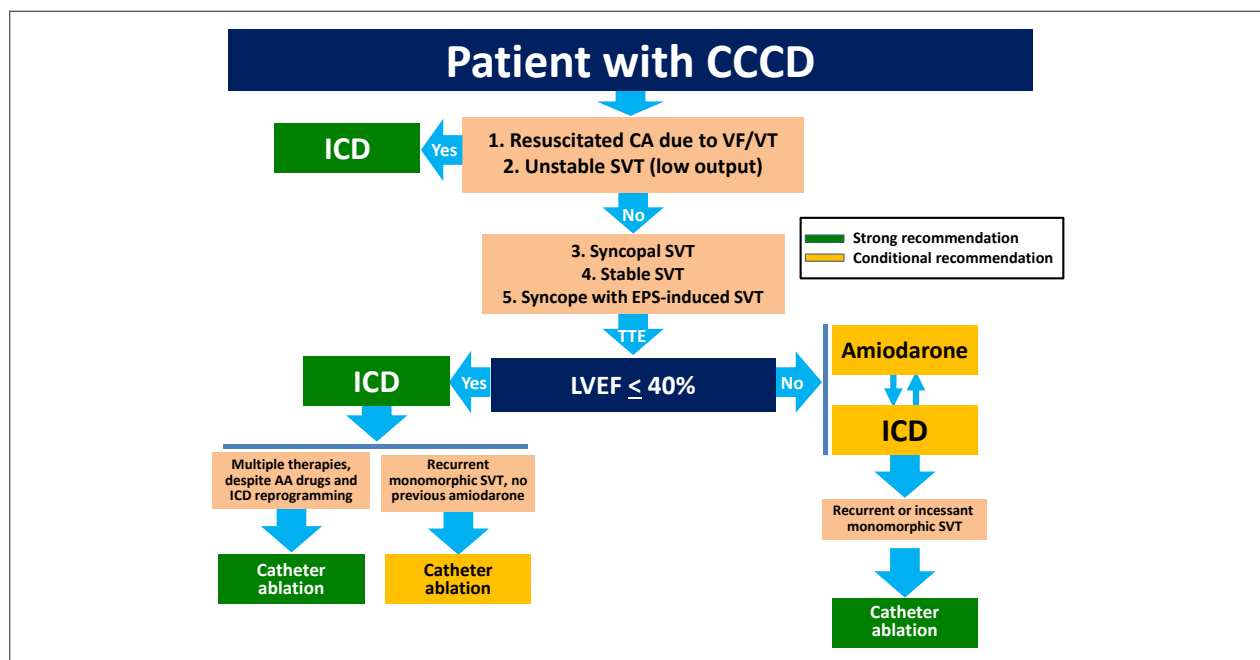 Patient with CCCD
ICD
Yes
1. Resuscitated CA due to VF/VT
2. Unstable SVT (low output)
No
Strong recommendation
Conditional recommendation
3. Syncopal SVT
4. Stable SVT
5. Syncope with EPS-induced SVT
TTE
ICD
Yes
LVEF ≤ 40%
No
Amiodarone
ICD
Multiple therapies,
despite AA drugs and
ICD reprogramming
Recurrent
monomorphic SVT, no
previous amiodarone
Recurrent or incessant
monomorphic SVT
Catheter
ablation
Catheter
ablation
Catheter
ablation